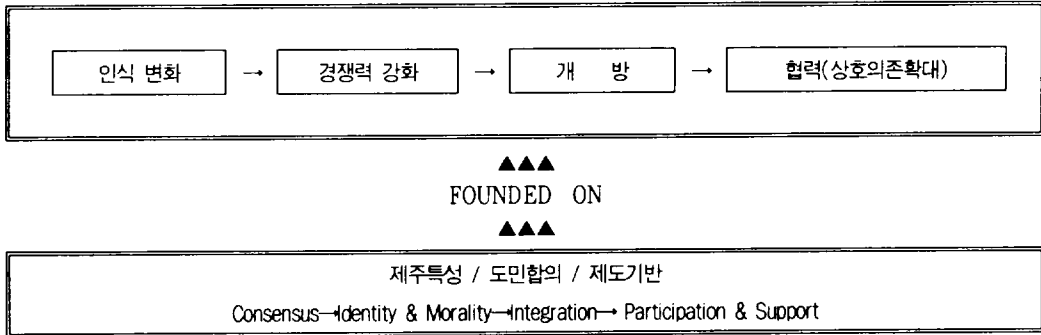 인식 변화 → 경쟁력 강화 → 개 방 → 협력(상호의존확대)
▲▲▲
FOUNDED ON
▲▲▲
제주특성 / 도민합의 / 제도기반
Consensus→Identity & Morality→Integration→ Participation & Support